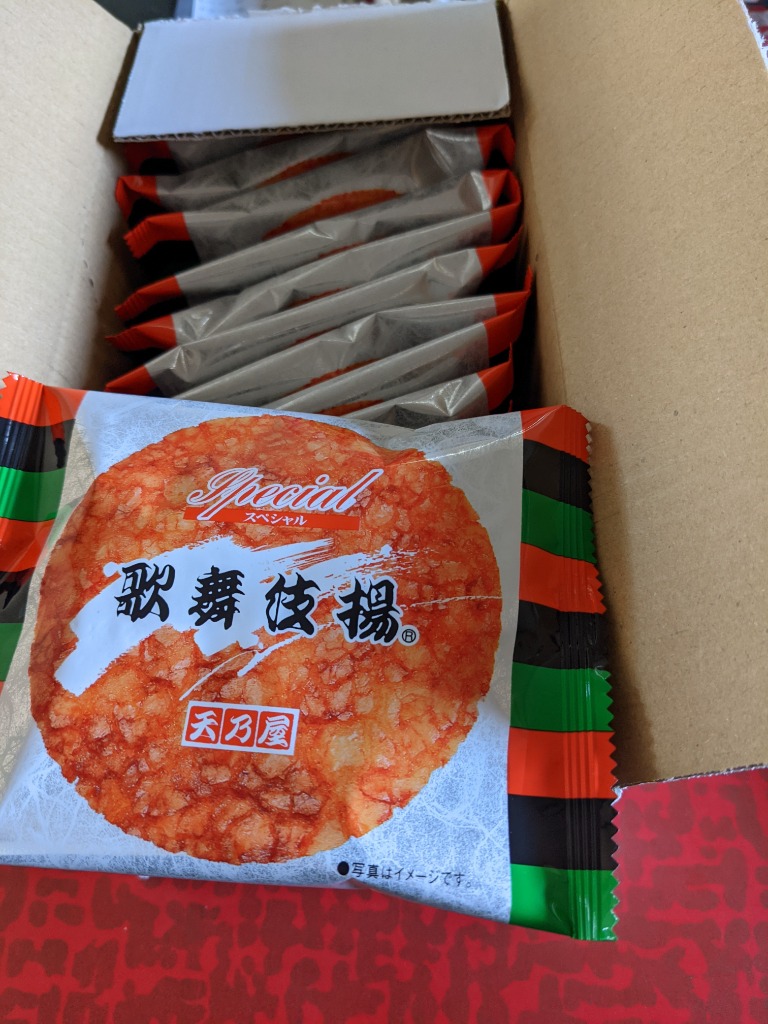 Special
スペシャル
歌舞伎揚®
天乃屋
●写真はイメージです。